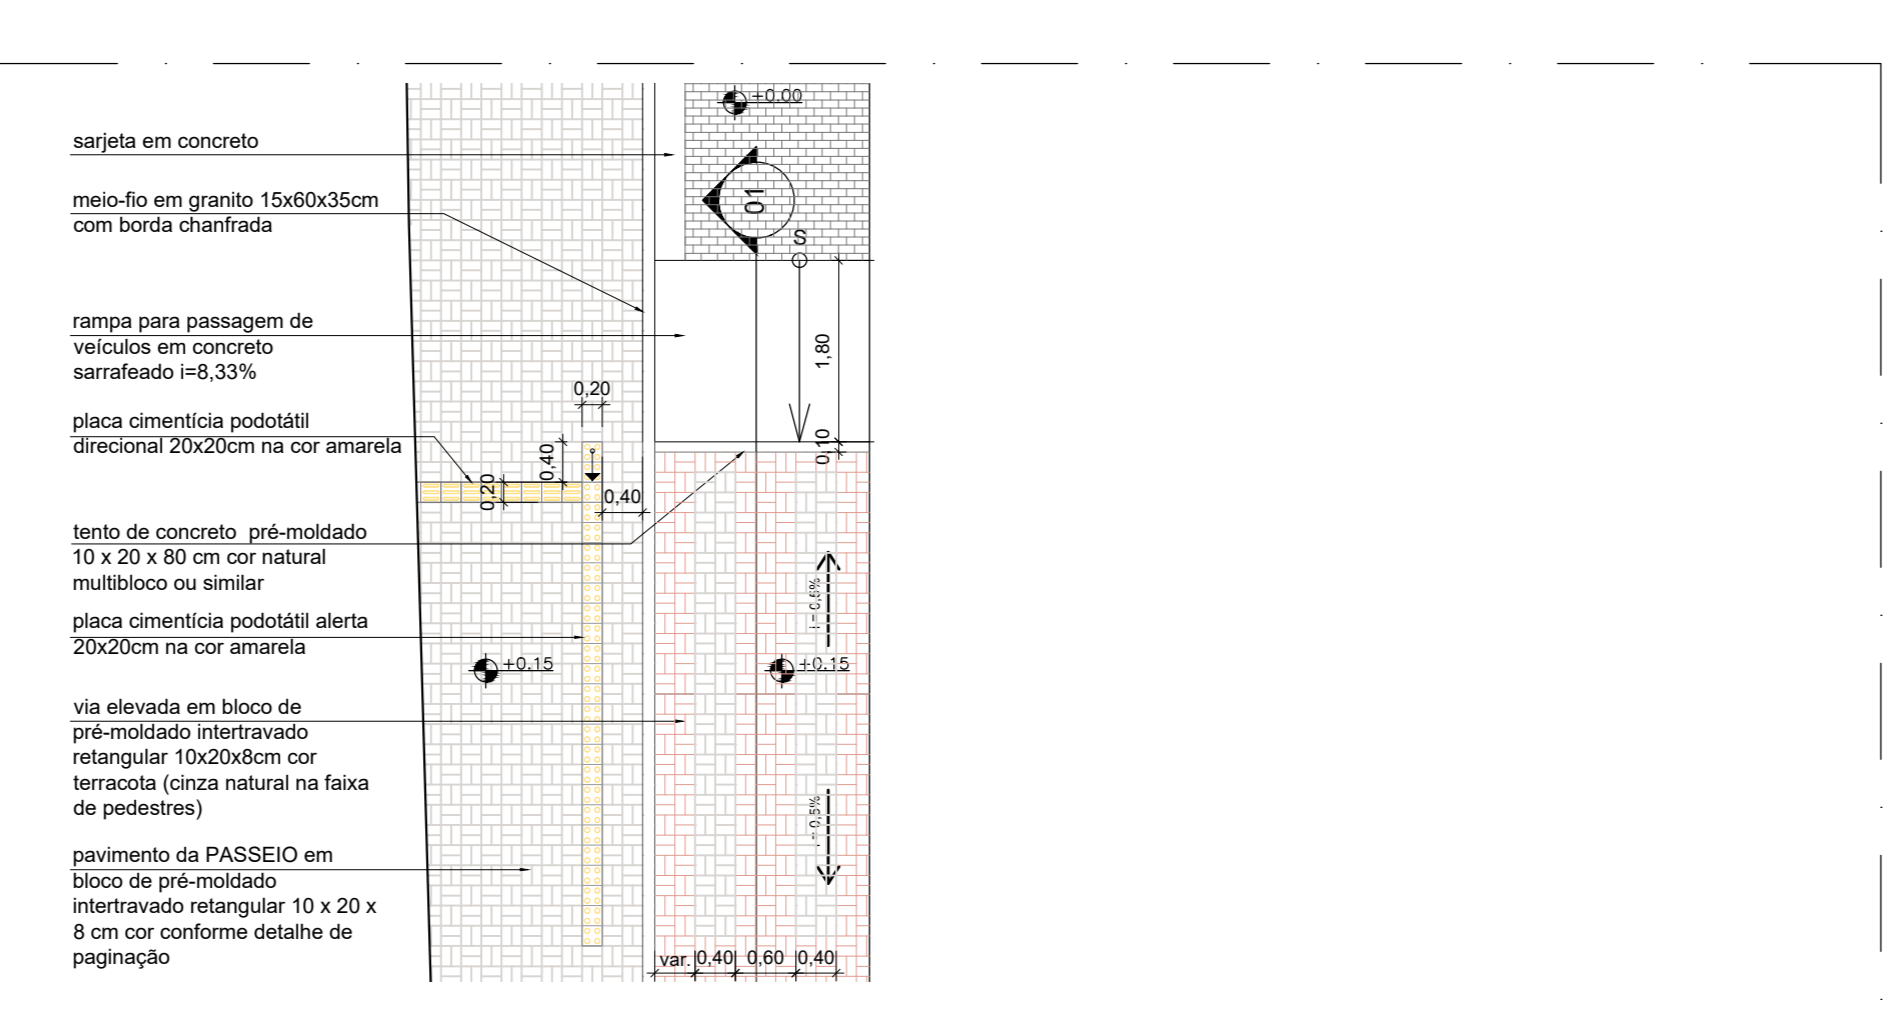 sarjeta em concreto
meio-fio em granito 15x60x35cm
com borda chanfrada
rampa para passagem de
veículos em concreto
sarrafeado i=8,33%
placa cimentícia podotátil
direcional 20x20cm na cor amarela
tento de concreto  pré-moldado
10 x 20 x 80 cm cor natural
multibloco ou similar
placa cimentícia podotátil alerta
20x20cm na cor amarela
via elevada em bloco de
pré-moldado intertravado
retangular 10x20x8cm cor
terracota (cinza natural na faixa
de pedestres)
pavimento da PASSEIO em
bloco de pré-moldado
intertravado retangular 10 x 20 x
8 cm cor conforme detalhe de
paginação
+0.00
01
S
1,80
0,10
0,20
0,40
0,20
0,40
i=0,5%
+0.15
+0.15
i=0,5%
var. 0,40 0,60 0,40